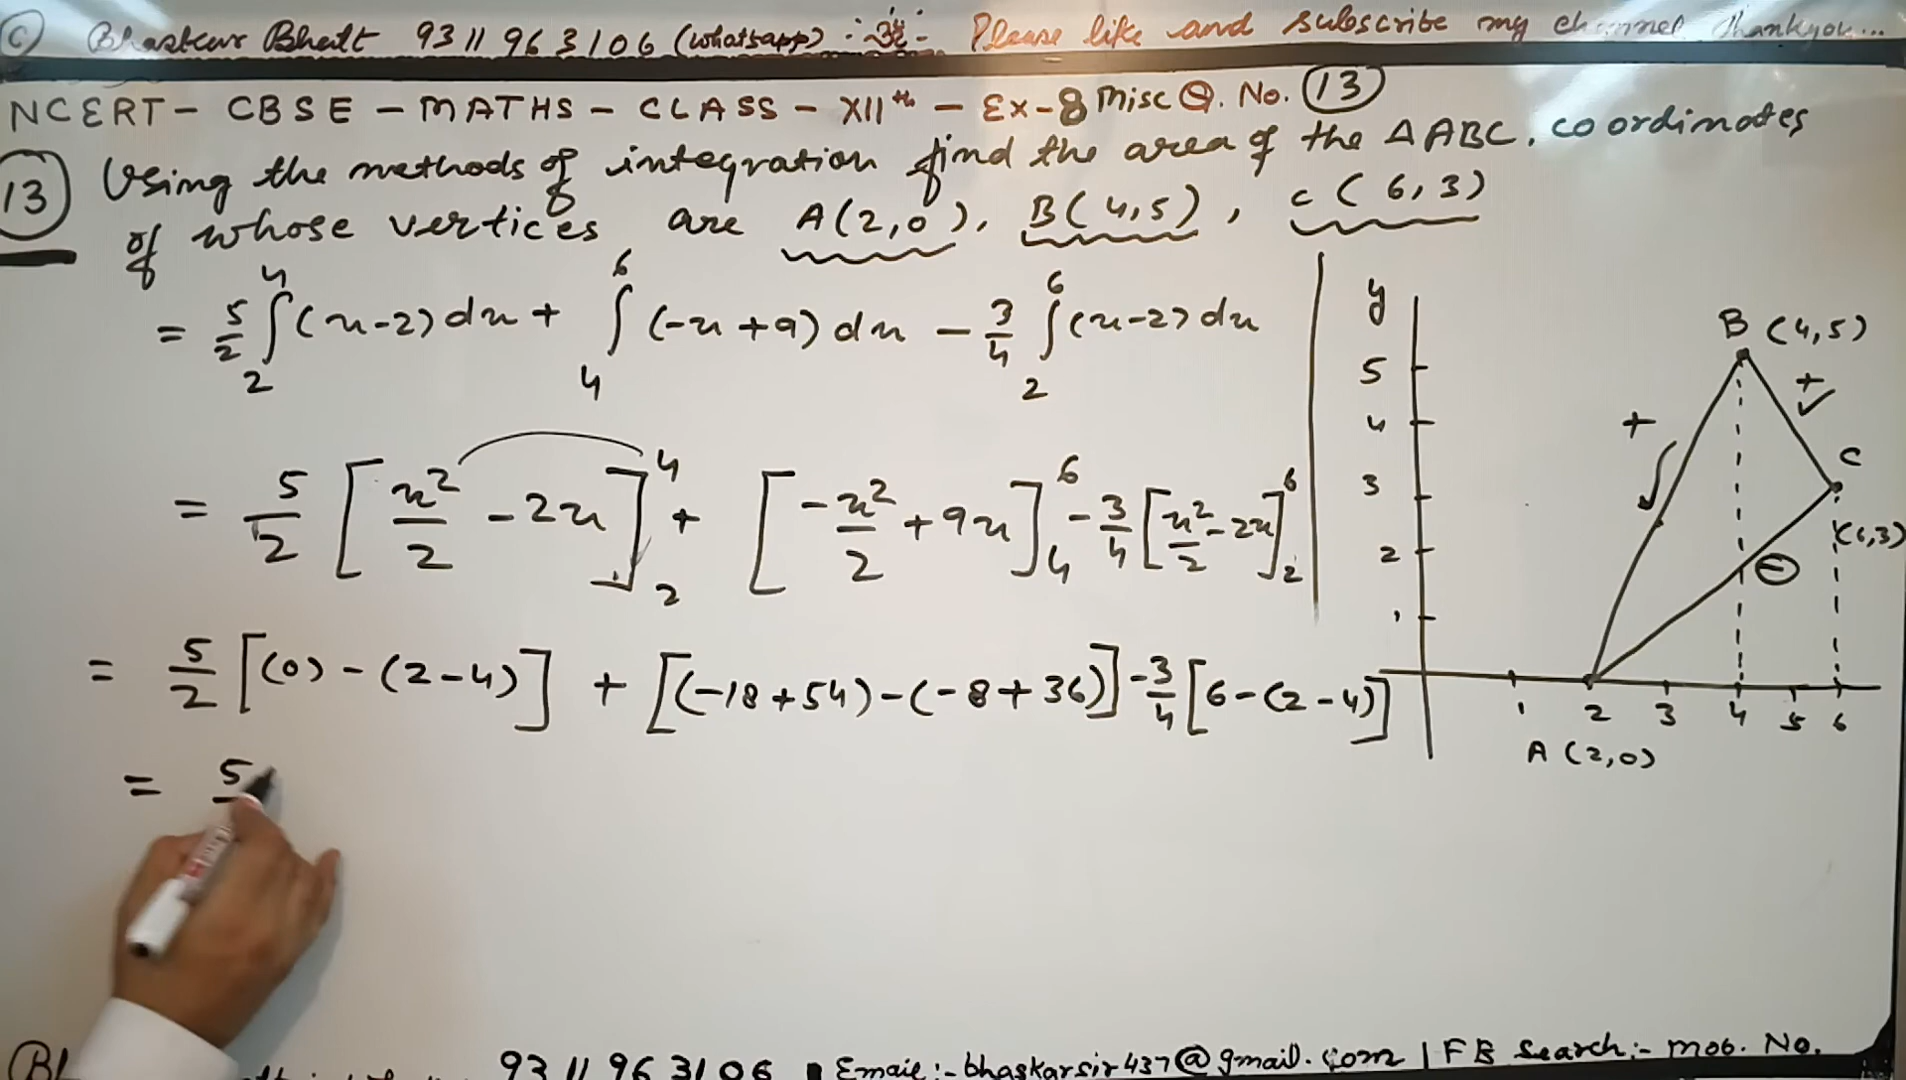 © Bhaskar Bhatt 9311963106 (whatsapp) Please like and subscribe my channel Thankyou...
NCERT - CBSE - MATHS - CLASS - XIIth - Ex-8 Misc Q. No. 13
13 Using the methods of integration find the area of the ΔABC, coordinates
of whose vertices are A(2,0), B(4,5), C(6,3)
= 5/2 ∫₂⁴ (x-2) dx + ∫₄⁶ (-x+9) dx - 3/4 ∫₂⁶ (x-2) dx
= 5/2 [x²/2 - 2x]₂⁴ + [-x²/2 + 9x]₄⁶ - 3/4 [x²/2 - 2x]₂⁶
= 5/2 [(0) - (2-4)] + [(-18+54) - (-8+36)] - 3/4 [6 - (2-4)]
= 5
y
B (4,5)
5
+
4
+
C
3
C(6,3)
2
-
1
1 2 3 4 5 6
A (2,0)
9311963106 Email:- bhaskarsir437@gmail.com | FB Search:- Mob. No.